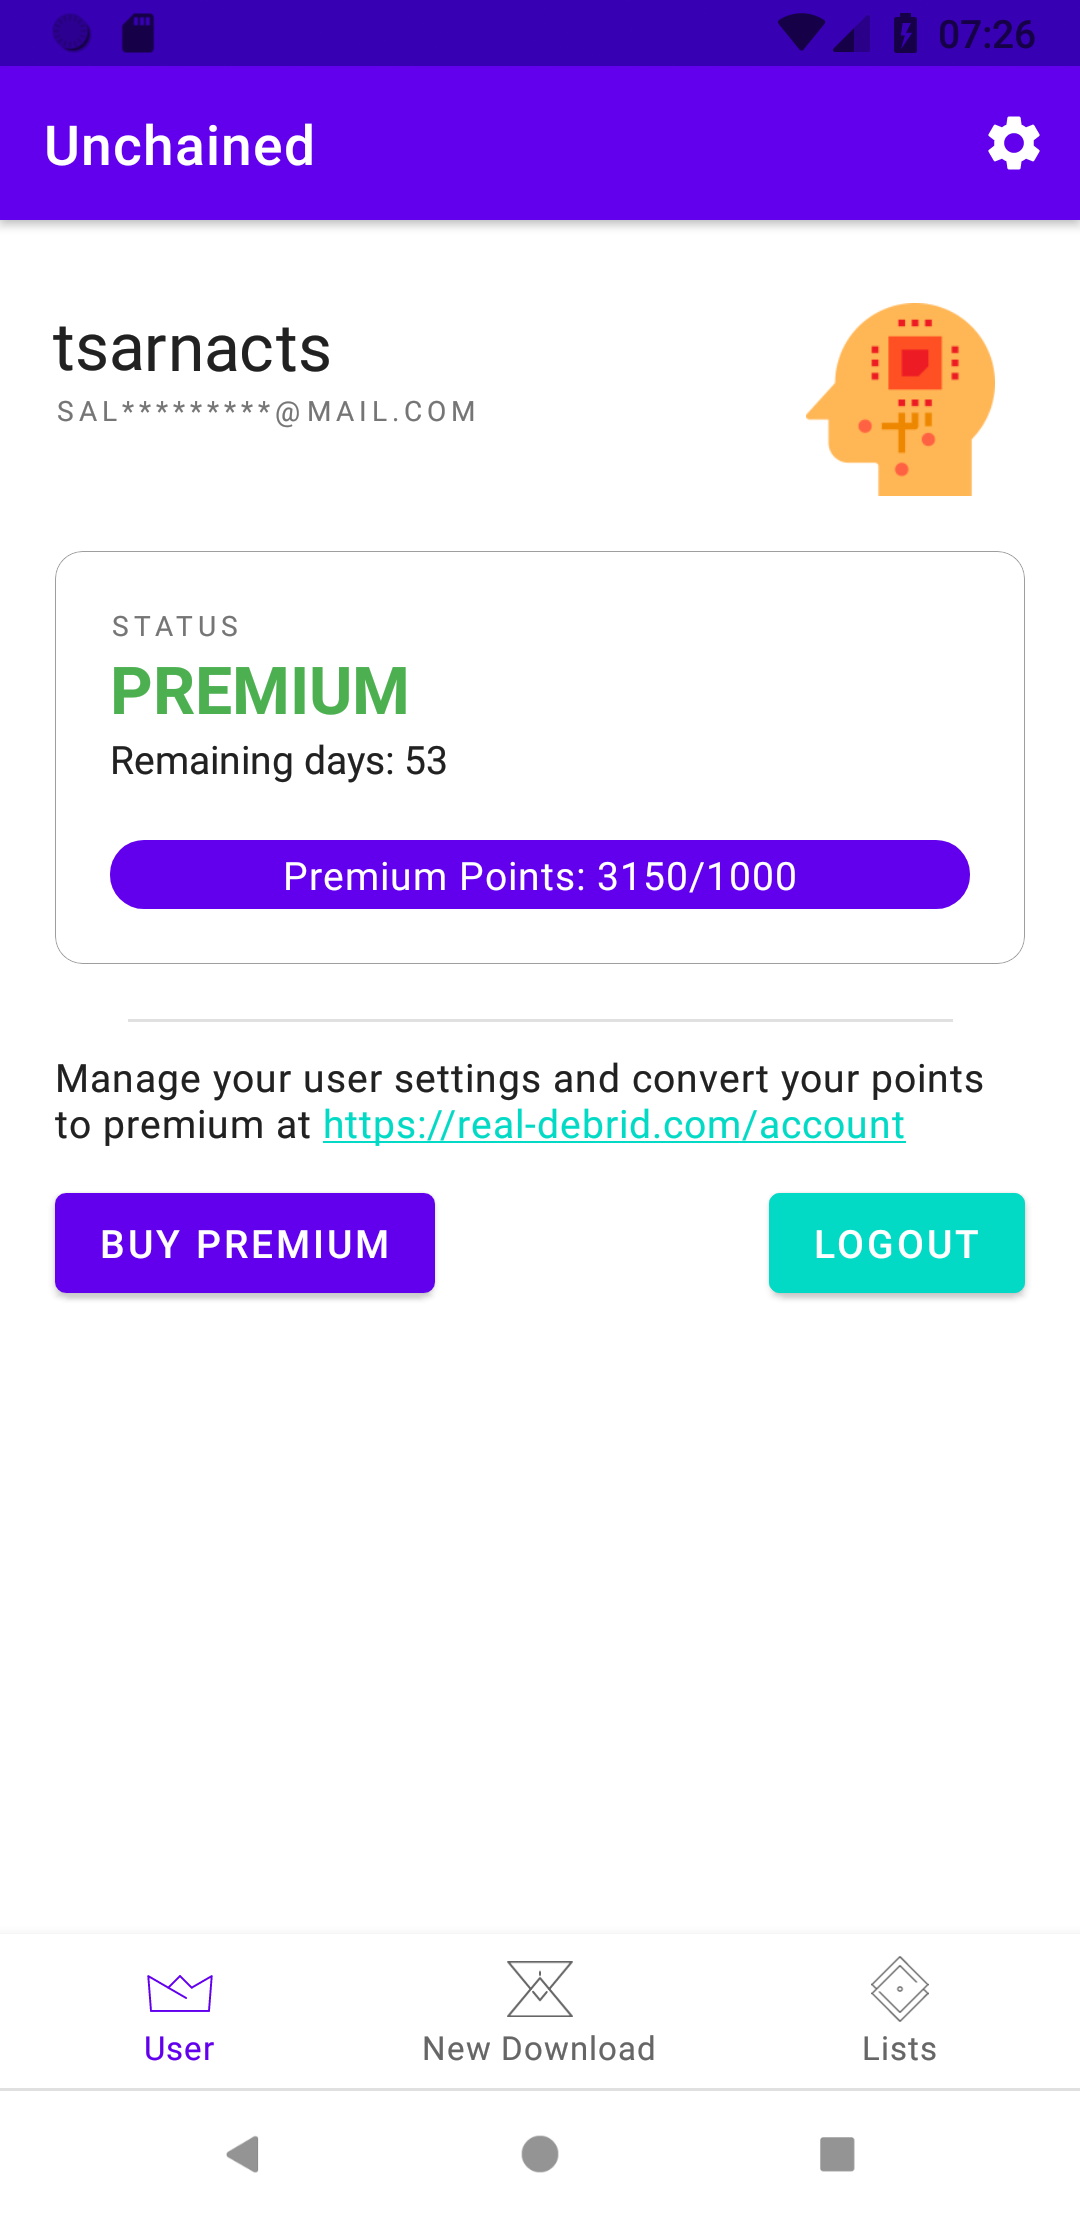 07:26
Unchained
tsarnacts
SAL*********@MAIL.COM
STATUS
PREMIUM
Remaining days: 53
Premium Points: 3150/1000
Manage your user settings and convert your points
to premium at https://real-debrid.com/account
BUY PREMIUM
LOGOUT
User
New Download
Lists